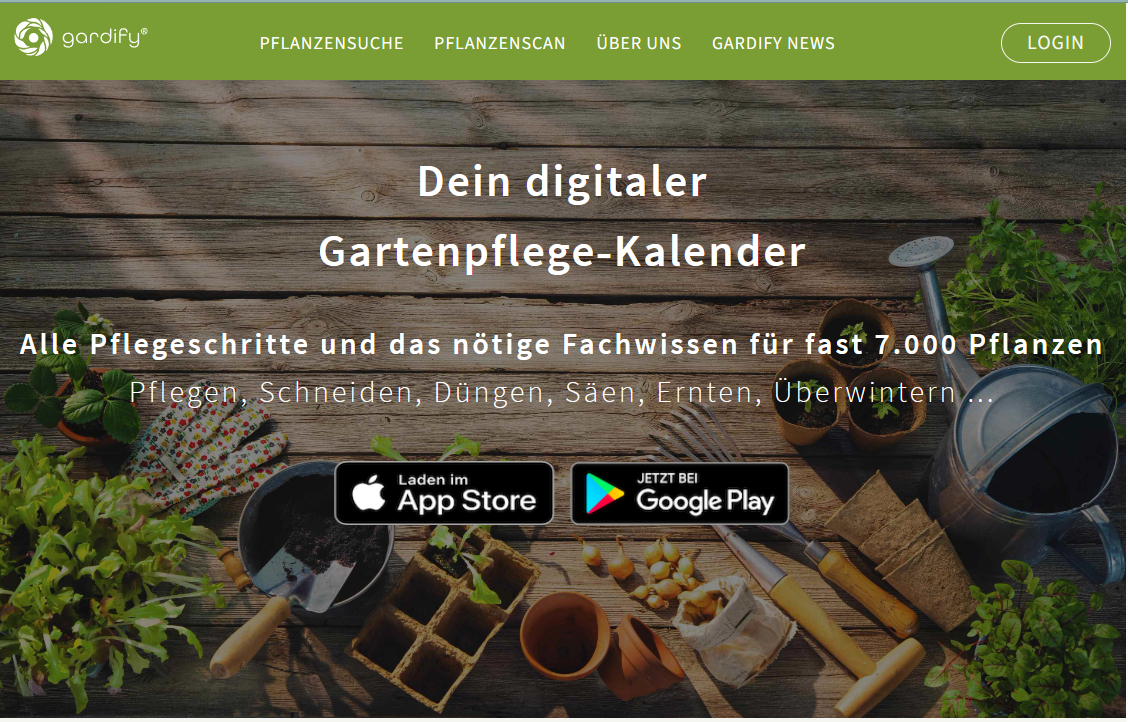 gardify®
PFLANZENSUCHE PFLANZENSCAN ÜBER UNS GARDIFY NEWS LOGIN
Dein digitaler
Gartenpflege-Kalender
Alle Pflegeschritte und das nötige Fachwissen für fast 7.000 Pflanzen
Pflegen, Schneiden, Düngen, Säen, Ernten, Überwintern ...
Laden im
App Store
JETZT BEI
Google Play